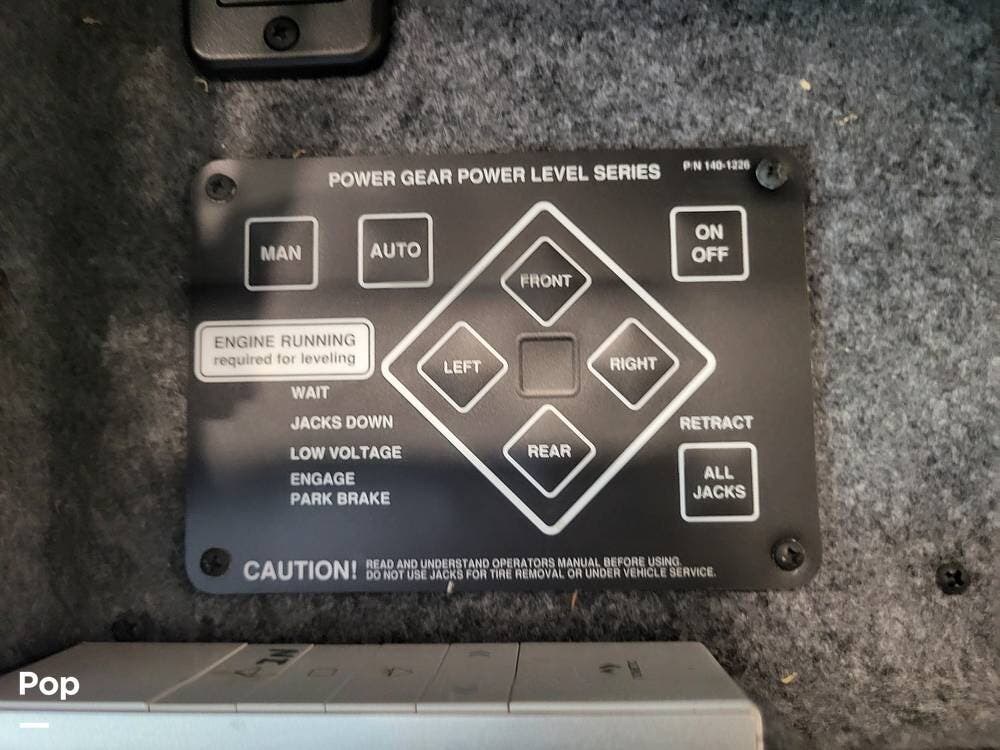 POWER GEAR POWER LEVEL SERIES
P/N 140-1226
MAN
AUTO
ON
OFF
FRONT
LEFT
RIGHT
REAR
ENGINE RUNNING
required for leveling
WAIT
JACKS DOWN
LOW VOLTAGE
ENGAGE
PARK BRAKE
RETRACT
ALL
JACKS
CAUTION!
READ AND UNDERSTAND OPERATORS MANUAL BEFORE USING.
DO NOT USE JACKS FOR TIRE REMOVAL OR UNDER VEHICLE SERVICE.
Pop